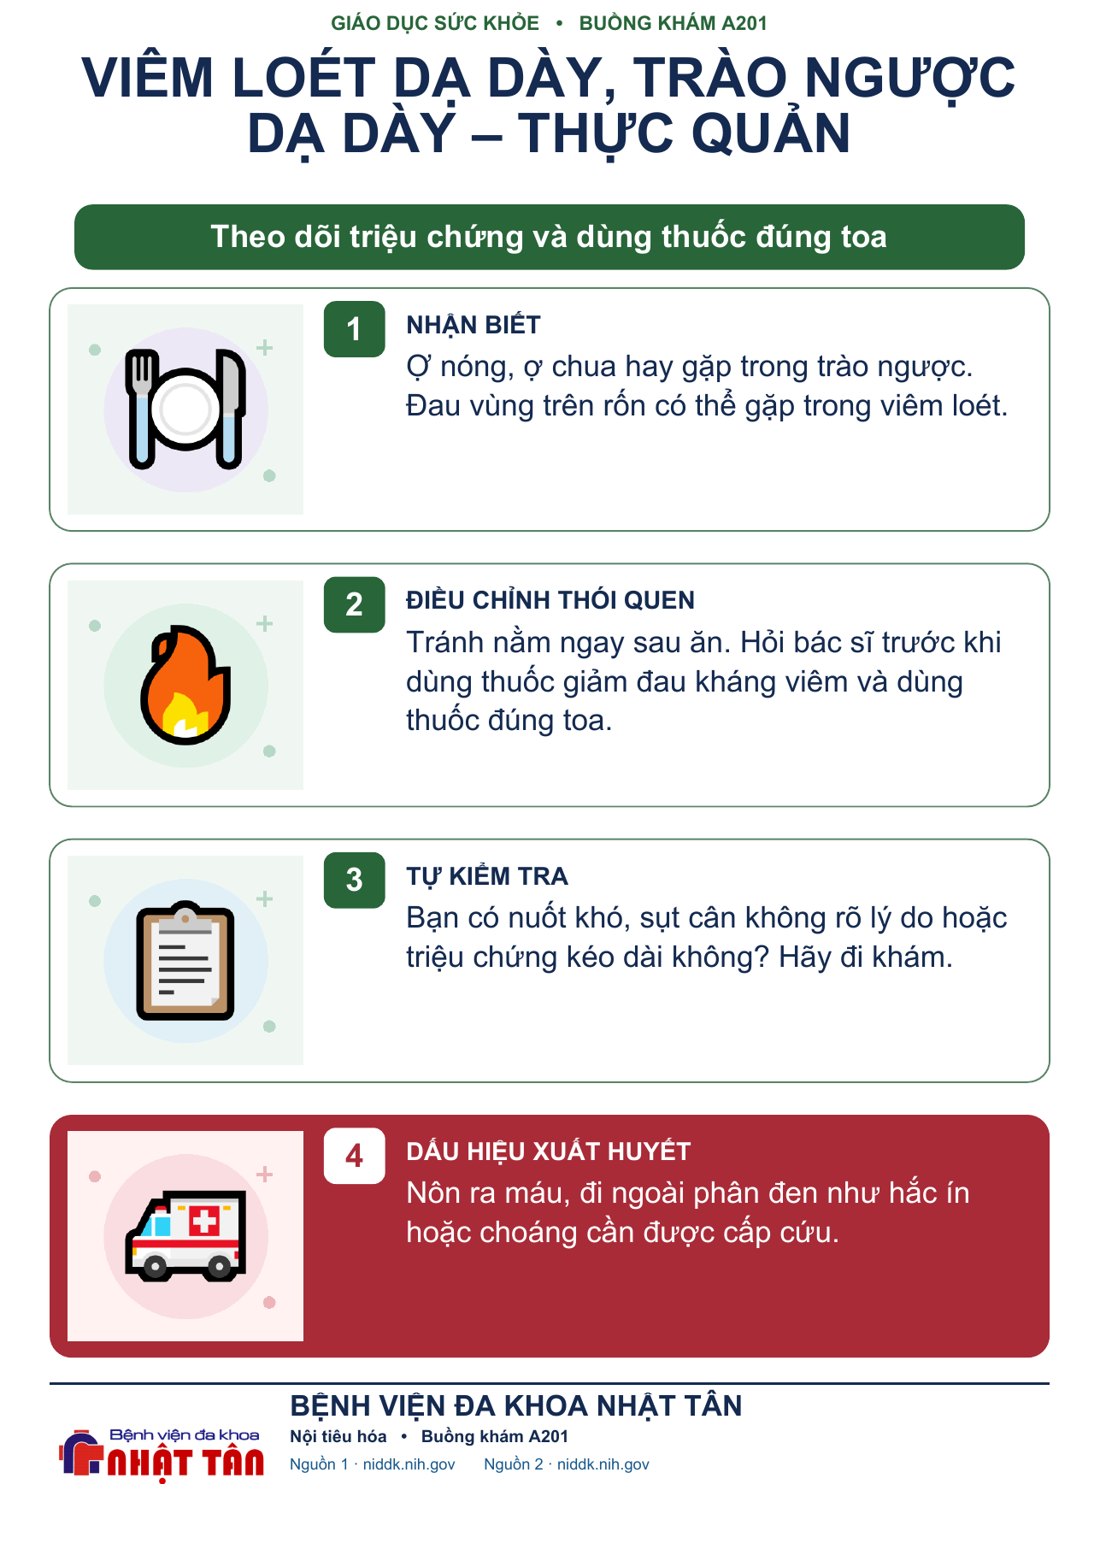 GIÁO DỤC SỨC KHỎE • BUỒNG KHÁM A201
VIÊM LOÉT DẠ DÀY, TRÀO NGƯỢC
DẠ DÀY – THỰC QUẢN
Theo dõi triệu chứng và dùng thuốc đúng toa
1
NHẬN BIẾT
Ợ nóng, ợ chua hay gặp trong trào ngược.
Đau vùng trên rốn có thể gặp trong viêm loét.
2
ĐIỀU CHỈNH THÓI QUEN
Tránh nằm ngay sau ăn. Hỏi bác sĩ trước khi
dùng thuốc giảm đau kháng viêm và dùng
thuốc đúng toa.
3
TỰ KIỂM TRA
Bạn có nuốt khó, sụt cân không rõ lý do hoặc
triệu chứng kéo dài không? Hãy đi khám.
4
DẤU HIỆU XUẤT HUYẾT
Nôn ra máu, đi ngoài phân đen như hắc ín
hoặc choáng cần được cấp cứu.
Bệnh viện đa khoa
NHẬT TÂN
BỆNH VIỆN ĐA KHOA NHẬT TÂN
Nội tiêu hóa • Buồng khám A201
Nguồn 1 · niddk.nih.gov Nguồn 2 · niddk.nih.gov